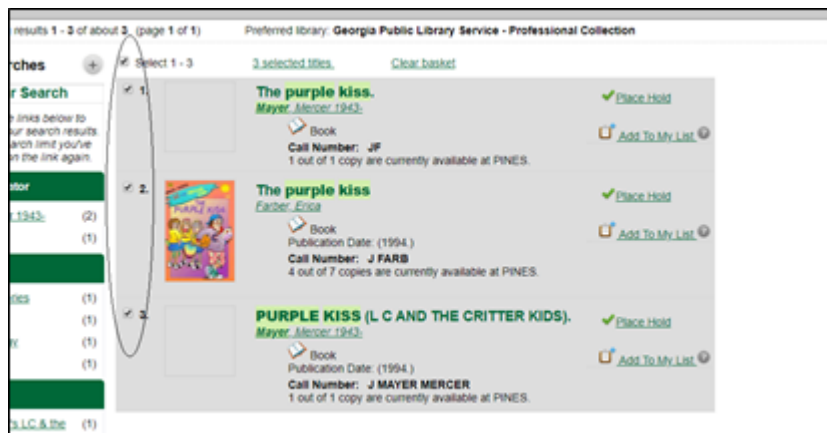 results 1 - 3 of about 3 (page 1 of 1) Preferred library: Georgia Public Library Service - Professional Collection
rches + Select 1 - 3 3 selected titles. Clear basket
r Search
e links below to
our search results.
arch limit you've
on the link again.
1943- (2)
(1)
(1)
(1)
(1)
(1)
's LC & the (1)
1. The purple kiss.
Mayer, Mercer 1943-
Book
Call Number: JF
1 out of 1 copy are currently available at PINES.
Place Hold
Add To My List
2. The purple kiss
Farber, Erica
Book
Publication Date: (1994.)
Call Number: J FARB
4 out of 7 copies are currently available at PINES.
Place Hold
Add To My List
PURPLE KISS
3. PURPLE KISS (L C AND THE CRITTER KIDS).
Mayer, Mercer 1943-
Book
Publication Date: (1994.)
Call Number: J MAYER MERCER
1 out of 1 copy are currently available at PINES.
Place Hold
Add To My List